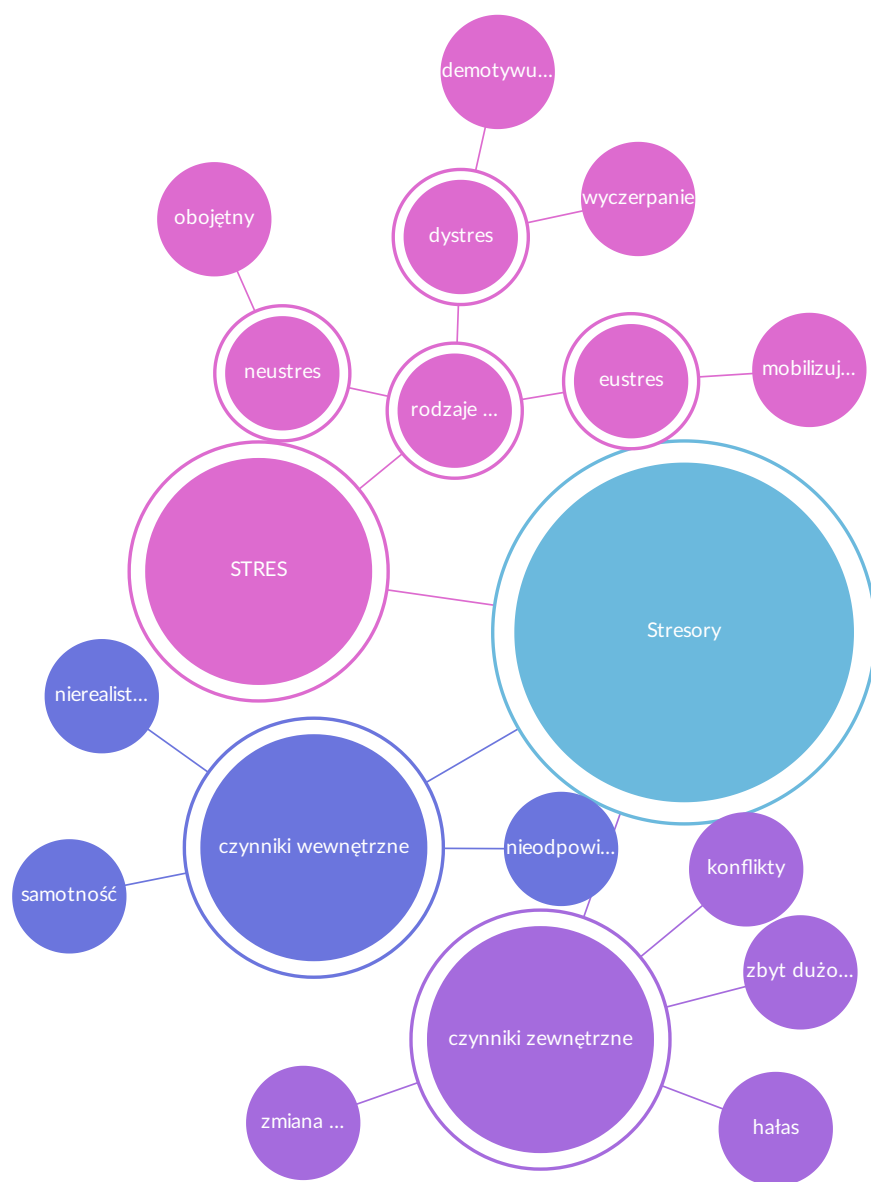 demotywu...
wyczerpanie
obojętny
dystres
neustres
eustres
mobilizuj...
rodzaje ...
STRES
Stresory
nierealist...
czynniki wewnętrzne
nieodpowi...
samotność
konflikty
zbyt dużo...
czynniki zewnętrzne
zmiana ...
hałas